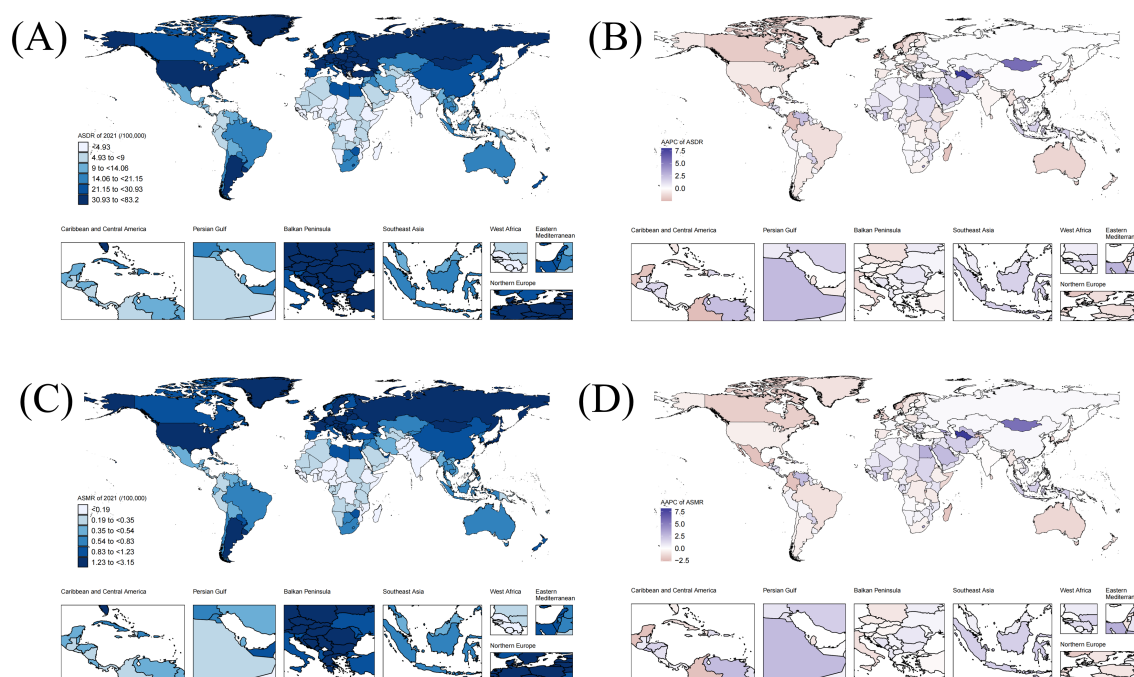 (A)
ASDR of 2021 (/100,000)
<4.93
4.93 to <9
9 to <14.06
14.06 to <21.15
21.15 to <30.93
30.93 to <83.2
Caribbean and Central America
Persian Gulf
Balkan Peninsula
Southeast Asia
West Africa
Eastern
Mediterranean
Northern Europe
(B)
AAPC of ASDR
7.5
5.0
2.5
0.0
Caribbean and Central America
Persian Gulf
Balkan Peninsula
Southeast Asia
West Africa
Eastern
Mediterranean
Northern Europe
(C)
ASMR of 2021 (/100,000)
<0.19
0.19 to <0.35
0.35 to <0.54
0.54 to <0.83
0.83 to <1.23
1.23 to <3.15
Caribbean and Central America
Persian Gulf
Balkan Peninsula
Southeast Asia
West Africa
Eastern
Mediterranean
Northern Europe
(D)
AAPC of ASMR
7.5
5.0
2.5
0.0
−2.5
Caribbean and Central America
Persian Gulf
Balkan Peninsula
Southeast Asia
West Africa
Eastern
Mediterranean
Northern Europe